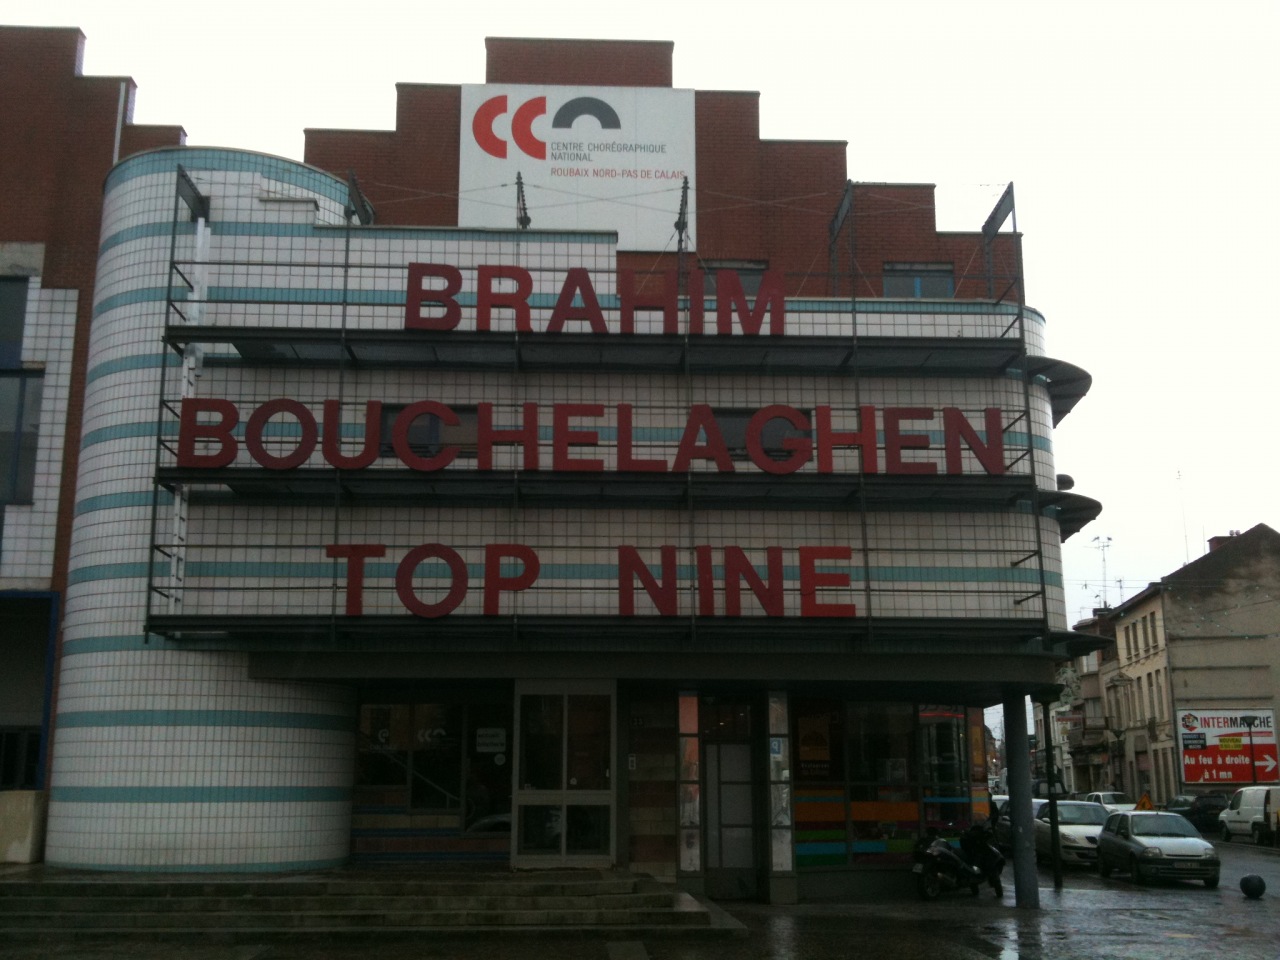 CCN
CENTRE CHORÉGRAPHIQUE
NATIONAL
ROUBAIX NORD-PAS DE CALAIS
BRAHIM
BOUCHELAGHEN
TOP NINE
INTERMARCHE
NOUVEAU
Au feu à droite
à 1 mn